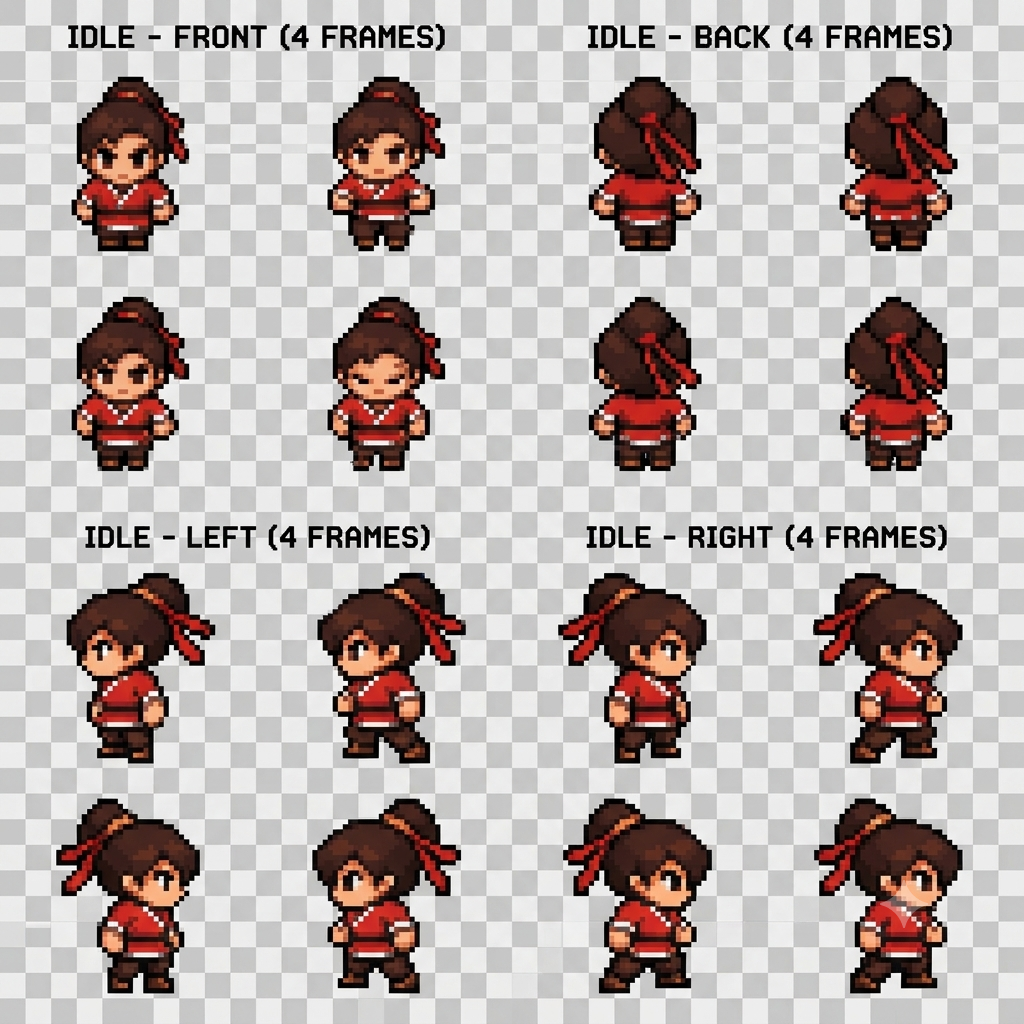 IDLE - FRONT (4 FRAMES)
IDLE - BACK (4 FRAMES)
IDLE - LEFT (4 FRAMES)
IDLE - RIGHT (4 FRAMES)